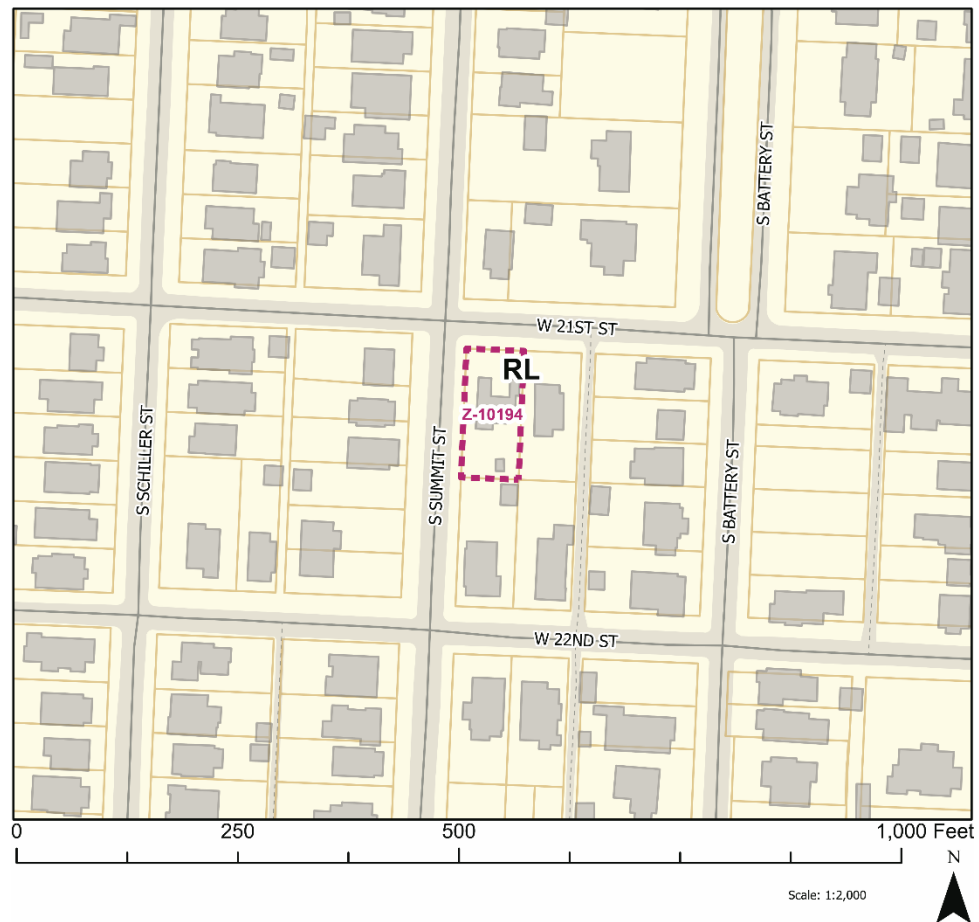 S BATTERY ST
W 21ST ST
RL
Z-10194
S SCHILLER ST
S SUMMIT ST
S BATTERY ST
W 22ND ST
0 250 500 1,000 Feet
N
Scale: 1:2,000